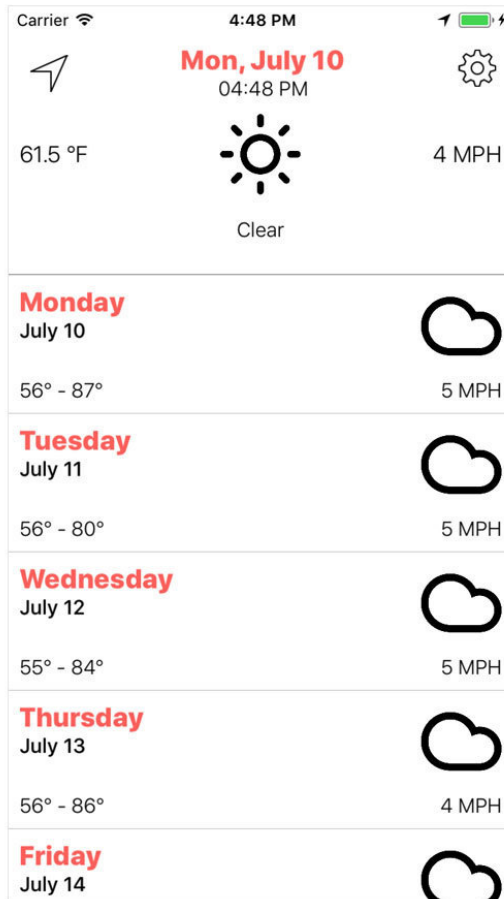 Carrier 4:48 PM
Mon, July 10
04:48 PM
61.5 °F 4 MPH
Clear
Monday
July 10
56° - 87° 5 MPH
Tuesday
July 11
56° - 80° 5 MPH
Wednesday
July 12
55° - 84° 5 MPH
Thursday
July 13
56° - 86° 4 MPH
Friday
July 14